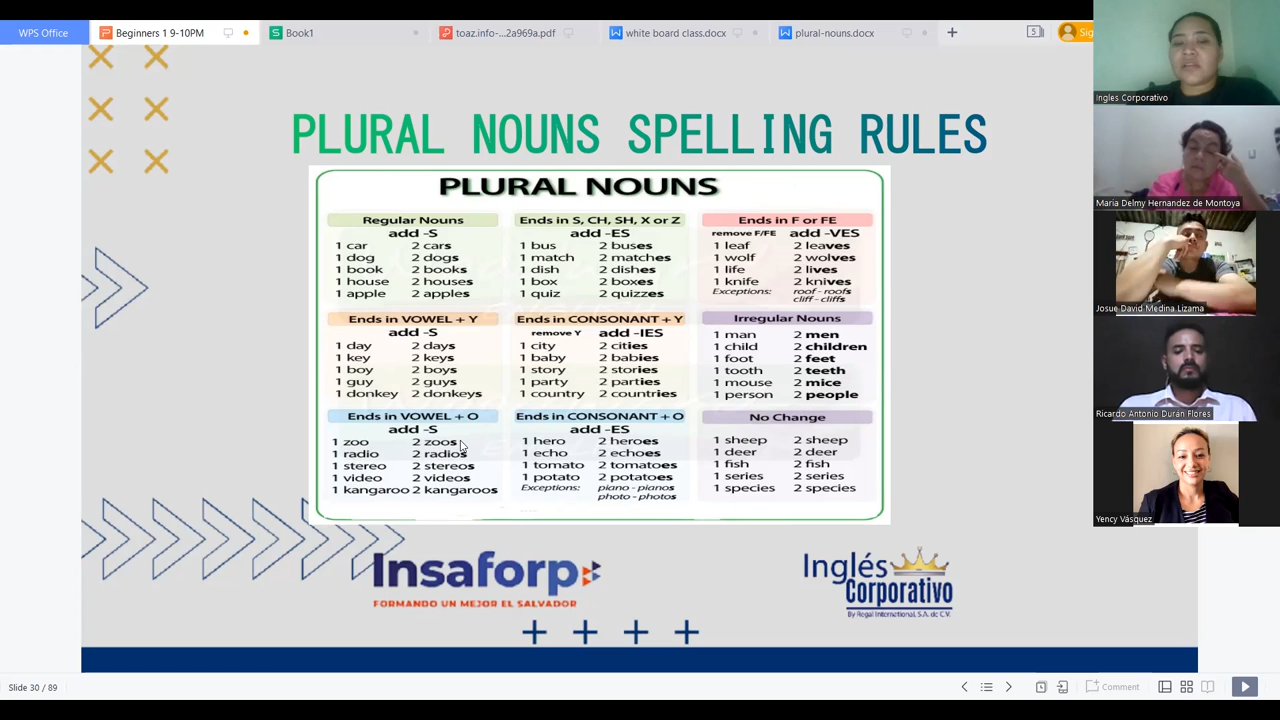 WPS Office
Beginners 1 9-10PM
Book1
toaz.info-...2a969a.pdf
white board class.docx
plural-nouns.docx
5
Sig
PLURAL NOUNS SPELLING RULES
PLURAL NOUNS
Regular Nouns
add -S
1 car 2 cars
1 dog 2 dogs
1 book 2 books
1 house 2 houses
1 apple 2 apples
Ends in S, CH, SH, X or Z
add -ES
1 bus 2 buses
1 match 2 matches
1 dish 2 dishes
1 box 2 boxes
1 quiz 2 quizzes
Ends in F or FE
remove F/FE add -VES
1 leaf 2 leaves
1 wolf 2 wolves
1 life 2 lives
1 knife 2 knives
Exceptions: roof - roofs
cliff - cliffs
Ends in VOWEL + Y
add -S
1 day 2 days
1 key 2 keys
1 boy 2 boys
1 guy 2 guys
1 donkey 2 donkeys
Ends in CONSONANT + Y
remove Y add -IES
1 city 2 cities
1 baby 2 babies
1 story 2 stories
1 party 2 parties
1 country 2 countries
Irregular Nouns
1 man 2 men
1 child 2 children
1 foot 2 feet
1 tooth 2 teeth
1 mouse 2 mice
1 person 2 people
Ends in VOWEL + O
add -S
1 zoo 2 zoos
1 radio 2 radios
1 stereo 2 stereos
1 video 2 videos
1 kangaroo 2 kangaroos
Ends in CONSONANT + O
add -ES
1 hero 2 heroes
1 echo 2 echoes
1 tomato 2 tomatoes
1 potato 2 potatoes
Exceptions: piano - pianos
photo - photos
No Change
1 sheep 2 sheep
1 deer 2 deer
1 fish 2 fish
1 series 2 series
1 species 2 species
Insaforp
FORMANDO UN MEJOR EL SALVADOR
Inglés
Corporativo
By Regal International, S.A. de C.V.
Ingles Corporativo
Maria Delmy Hernandez de Montoya
Josue David Medina Lizama
Ricardo Antonio Durán Flores
Yency Vásquez
Slide 30 / 89
Comment